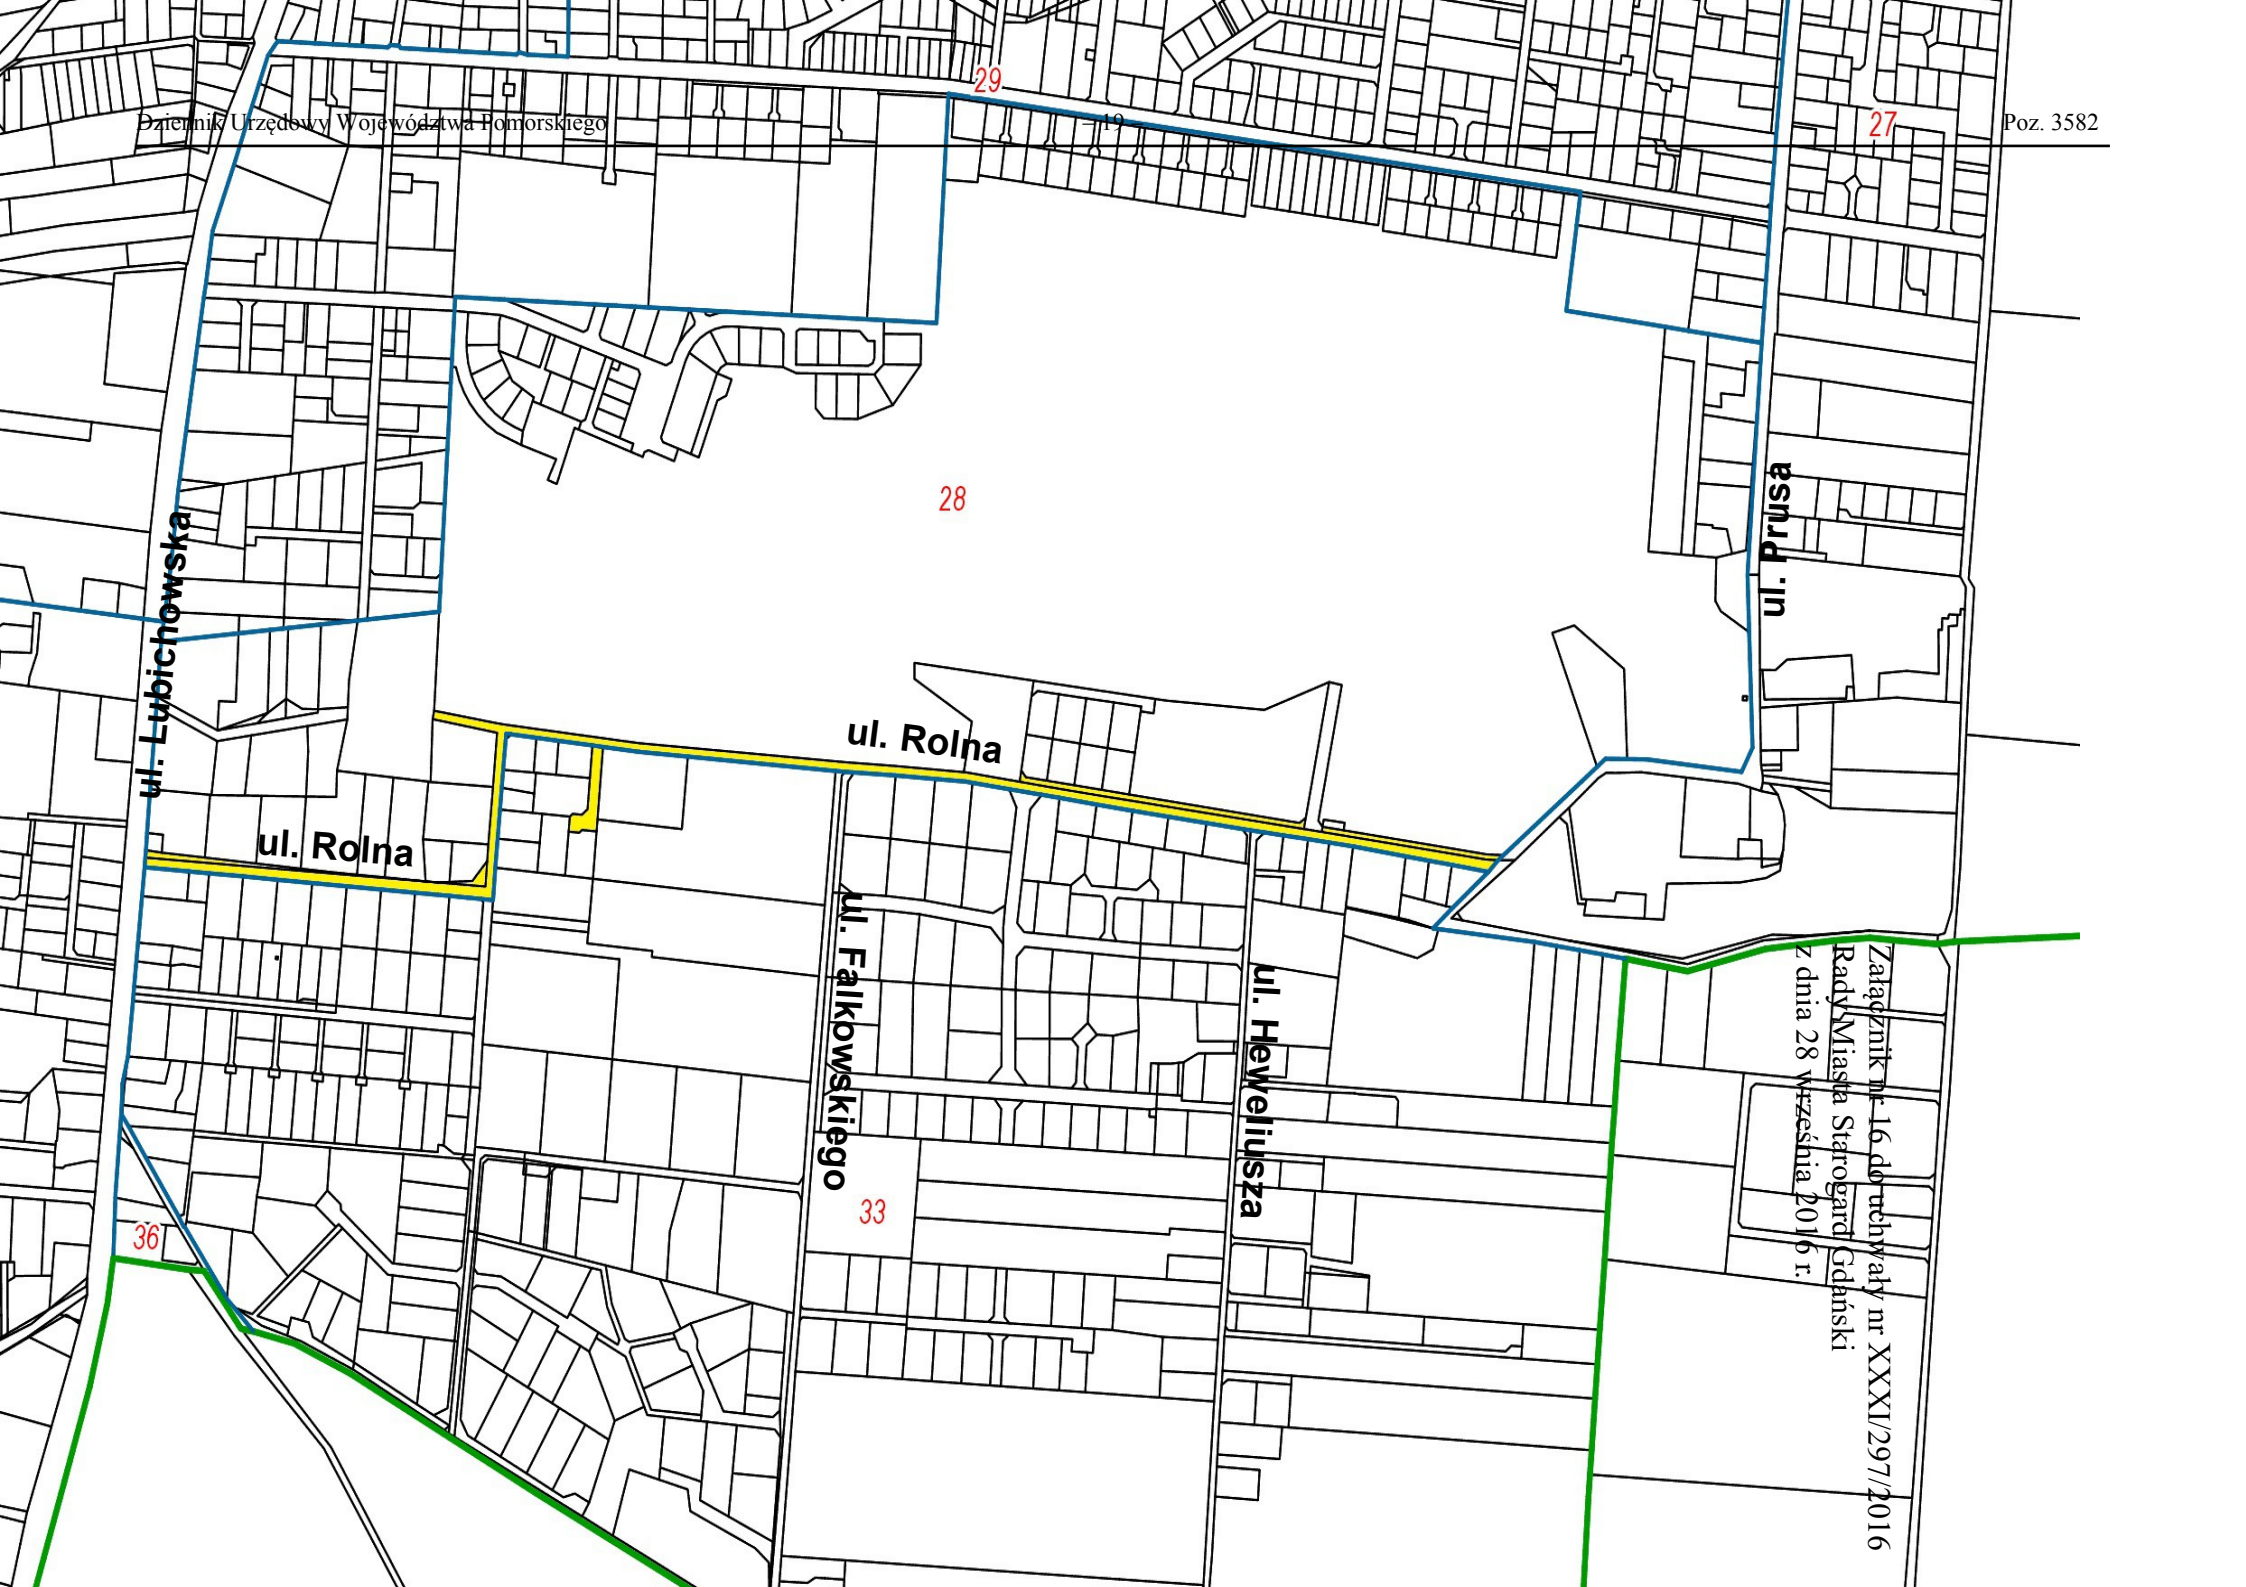 Dziennik Urzędowy Województwa Pomorskiego
– 19 –
Poz. 3582
29
27
28
ul. Prusa
ul. Lubichowska
ul. Rolna
ul. Rolna
ul. Falkowskiego
ul. Heweliusza
33
36
Załącznik nr 16 do uchwały nr XXXI/297/2016
Rady Miasta Starogard Gdański
z dnia 28 września 2016 r.